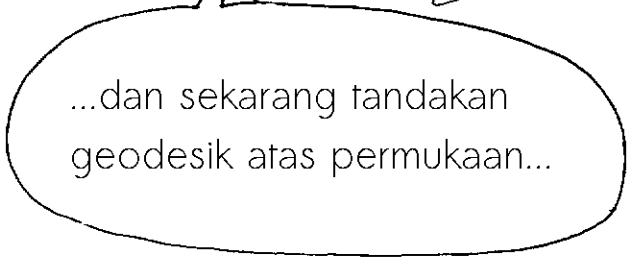 ...dan sekarang tandakan
geodesik atas permukaan...